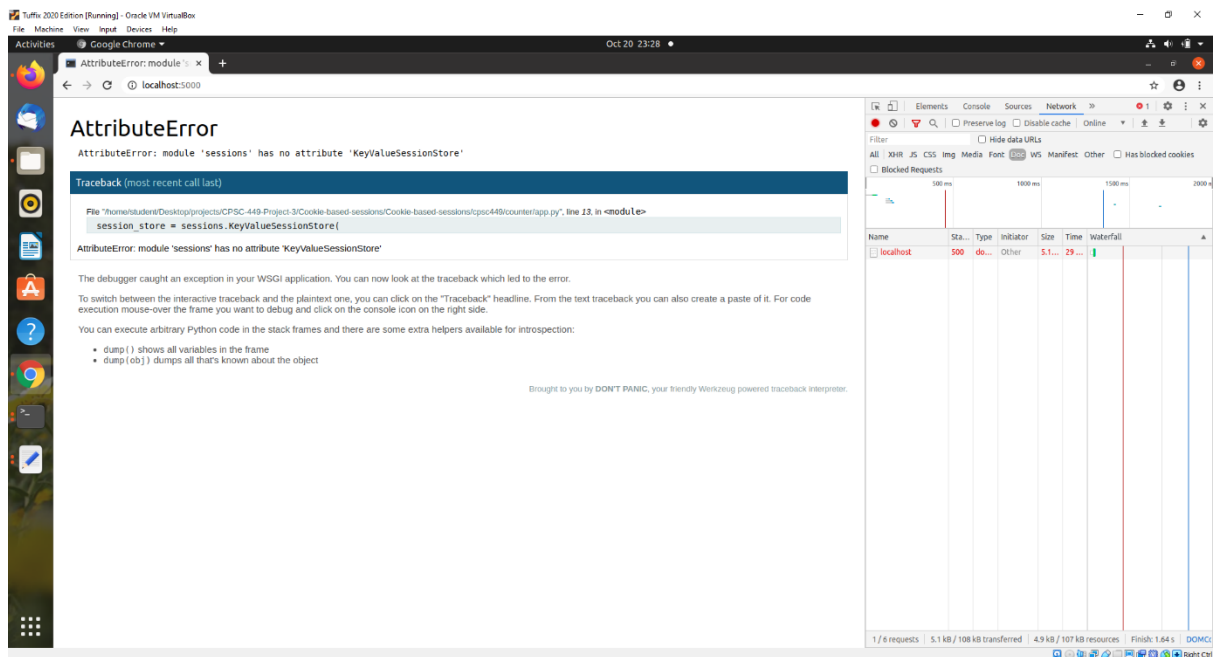 Tuffix 2020 Edition [Running] - Oracle VM VirtualBox
File Machine View Input Devices Help
Activities Google Chrome Oct 20 23:28
AttributeError: module 's
localhost:5000
Elements Console Sources Network » 1
Preserve log Disable cache Online
Filter Hide data URLs
All XHR JS CSS Img Media Font Doc WS Manifest Other Has blocked cookies
Blocked Requests
500 ms 1000 ms 1500 ms 2000 m
Name Sta... Type Initiator Size Time Waterfall
localhost 500 do... Other 5.1... 29 ...
AttributeError
AttributeError: module 'sessions' has no attribute 'KeyValueSessionStore'
Traceback (most recent call last)
File "/home/student/Desktop/projects/CPSC-449-Project-3/Cookie-based-sessions/Cookie-based-sessions/cpsc449/counter/app.py", line 13, in <module>
session_store = sessions.KeyValueSessionStore(
AttributeError: module 'sessions' has no attribute 'KeyValueSessionStore'
The debugger caught an exception in your WSGI application. You can now look at the traceback which led to the error.
To switch between the interactive traceback and the plaintext one, you can click on the "Traceback" headline. From the text traceback you can also create a paste of it. For code
execution mouse-over the frame you want to debug and click on the console icon on the right side.
You can execute arbitrary Python code in the stack frames and there are some extra helpers available for introspection:
• dump() shows all variables in the frame
• dump(obj) dumps all that's known about the object
Brought to you by DON'T PANIC, your friendly Werkzeug powered traceback interpreter.
1 / 6 requests 5.1 kB / 108 kB transferred 4.9 kB / 107 kB resources Finish: 1.64 s DOMCo
Right Ctrl